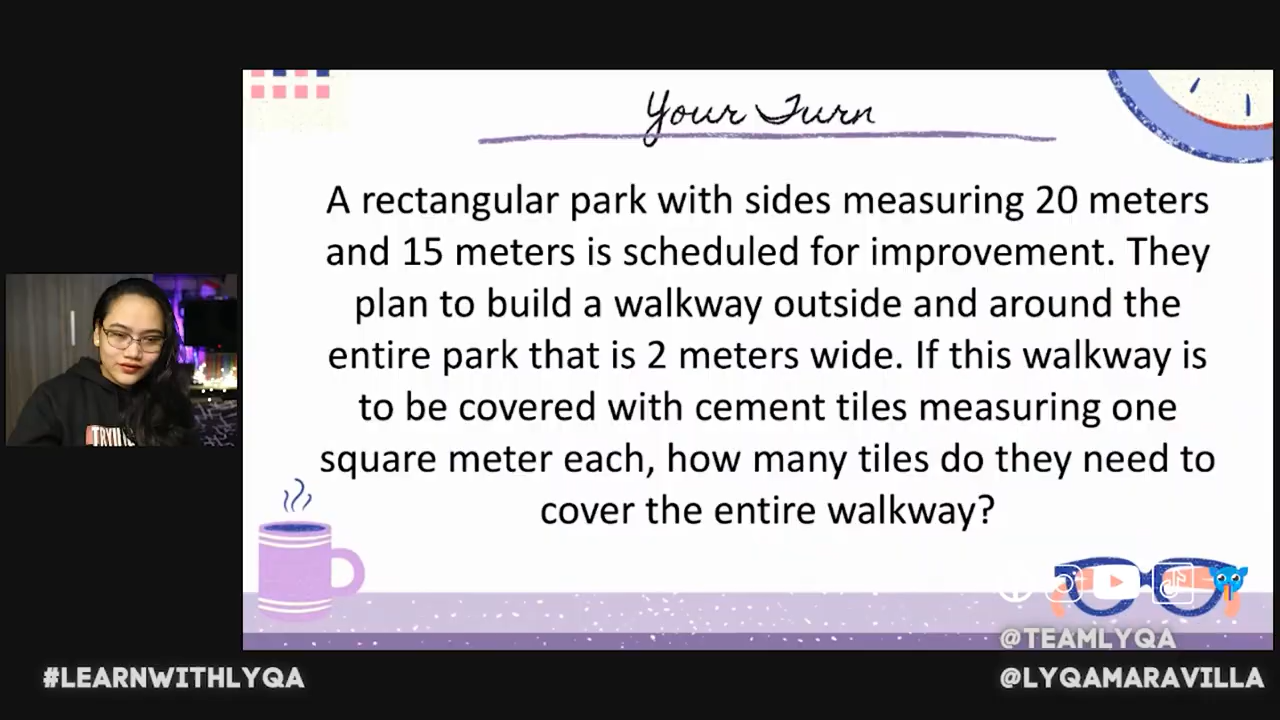 Your Turn
A rectangular park with sides measuring 20 meters
and 15 meters is scheduled for improvement. They
plan to build a walkway outside and around the
entire park that is 2 meters wide. If this walkway is
to be covered with cement tiles measuring one
square meter each, how many tiles do they need to
cover the entire walkway?
@TEAMLYQA
#LEARNWITHLYQA
@LYQAMARAVILLA